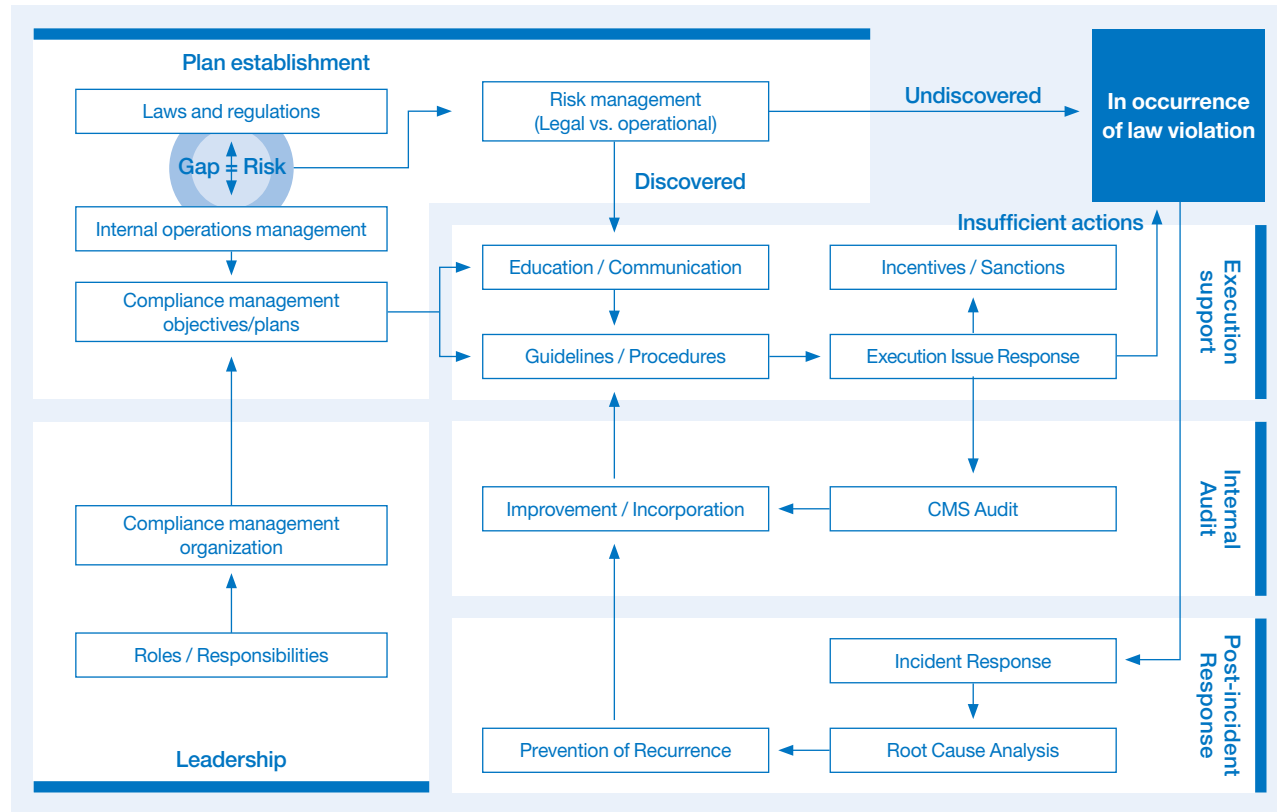 Plan establishment
Laws and regulations
Gap = Risk
Internal operations management
Compliance management
objectives/plans
Risk management
(Legal vs. operational)
Undiscovered
In occurrence
of law violation
Discovered
Insufficient actions
Education / Communication
Incentives / Sanctions
Guidelines / Procedures
Execution Issue Response
Execution
support
Compliance management
organization
Roles / Responsibilities
Leadership
Improvement / Incorporation
CMS Audit
Internal
Audit
Incident Response
Prevention of Recurrence
Root Cause Analysis
Post-incident
Response